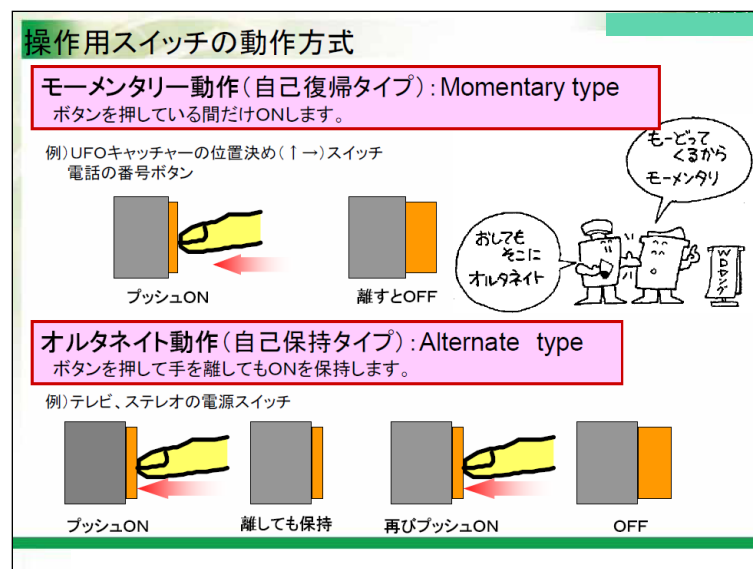 操作用スイッチの動作方式
モーメンタリー動作(自己復帰タイプ):Momentary type
ボタンを押している間だけONします。
例)UFOキャッチャーの位置決め(↑→)スイッチ
電話の番号ボタン
プッシュON
離すとOFF
もーどって
くるから
モーメンタリ
おしても
そこに
オルタネイト
WDヤング
オルタネイト動作(自己保持タイプ):Alternate type
ボタンを押して手を離してもONを保持します。
例)テレビ、ステレオの電源スイッチ
プッシュON
離しても保持
再びプッシュON
OFF